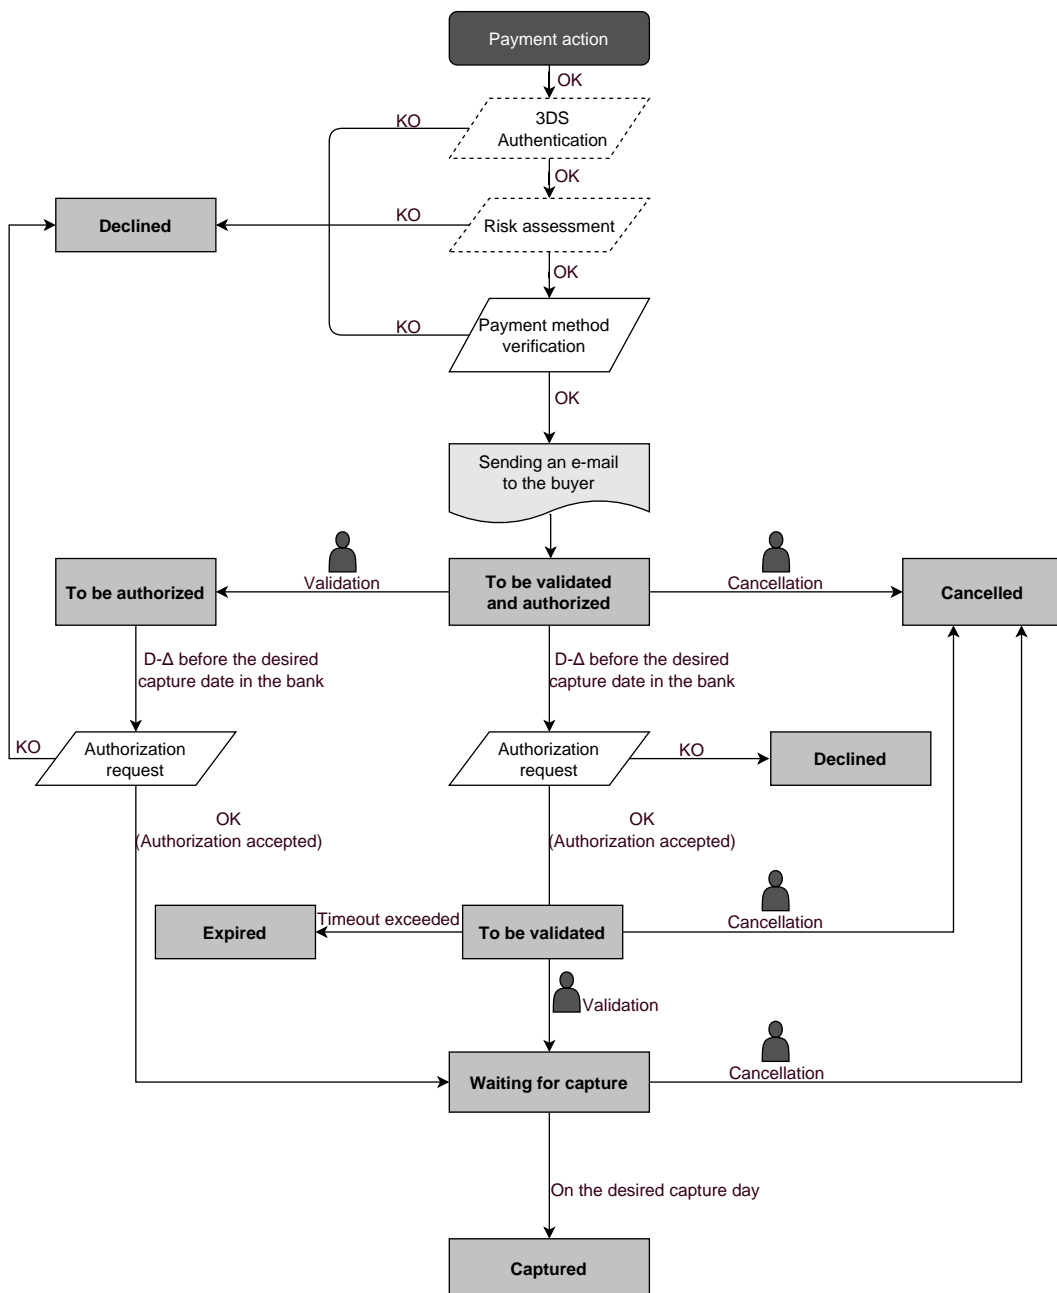 Payment action
OK
3DS
Authentication
KO
OK
Declined
KO
Risk assessment
OK
KO
Payment method
verification
OK
Sending an e-mail
to the buyer
To be authorized
Validation
To be validated
and authorized
Cancellation
Cancelled
D-Δ before the desired
capture date in the bank
D-Δ before the desired
capture date in the bank
KO
Authorization
request
Authorization
request
KO
Declined
OK
(Authorization accepted)
OK
(Authorization accepted)
Expired
Timeout exceeded
To be validated
Cancellation
Validation
Waiting for capture
Cancellation
On the desired capture day
Captured